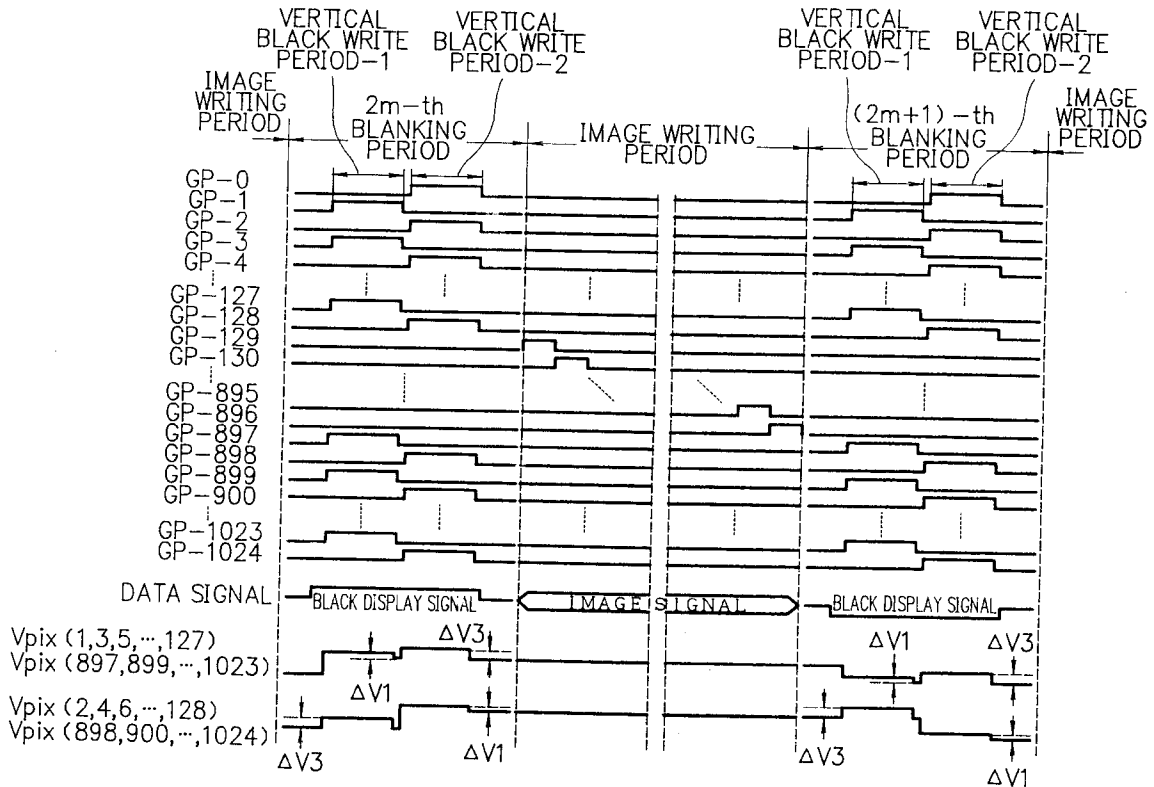 VERTICAL
BLACK WRITE
PERIOD-1
VERTICAL
BLACK WRITE
PERIOD-2
VERTICAL
BLACK WRITE
PERIOD-1
VERTICAL
BLACK WRITE
PERIOD-2
IMAGE
WRITING
PERIOD
2m-th
BLANKING
PERIOD
IMAGE WRITING
PERIOD
(2m+1)-th
BLANKING
PERIOD
IMAGE
WRITING
PERIOD
GP-0
GP-1
GP-2
GP-3
GP-4
GP-127
GP-128
GP-129
GP-130
GP-895
GP-896
GP-897
GP-898
GP-899
GP-900
GP-1023
GP-1024
DATA SIGNAL
BLACK DISPLAY SIGNAL
IMAGE SIGNAL
BLACK DISPLAY SIGNAL
Vpix (1,3,5,···,127)
Vpix (897,899,···,1023)
ΔV1
ΔV3
ΔV1
ΔV3
Vpix (2,4,6,···,128)
Vpix (898,900,···,1024)
ΔV3
ΔV1
ΔV3
ΔV1